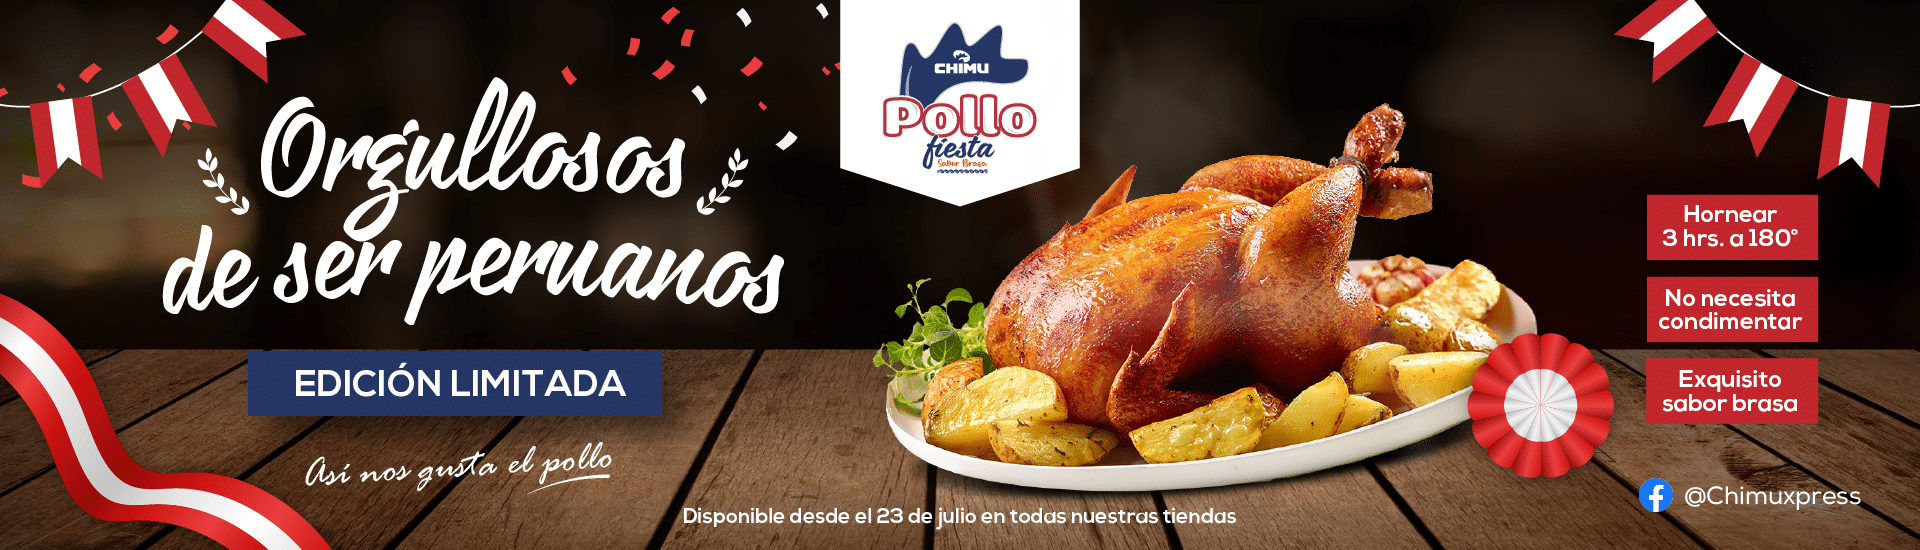 CHIMU
Pollo
fiesta
Sabor Brasa
Orgullosos
de ser peruanos
EDICIÓN LIMITADA
Así nos gusta el pollo
Disponible desde el 23 de julio en todas nuestras tiendas
Hornear
3 hrs. a 180°
No necesita
condimentar
Exquisito
sabor brasa
@Chimuxpress